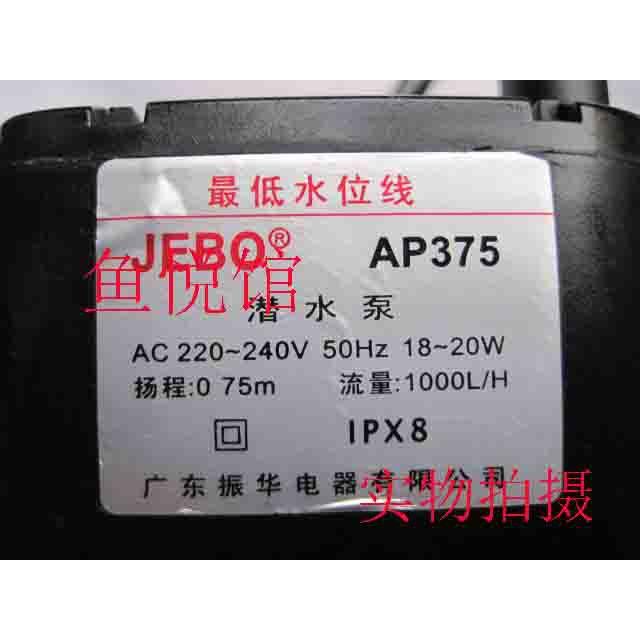 最低水位线
JEBO® AP375
鱼悦馆
潜水泵
AC 220~240V 50Hz 18~20W
扬程:0 75m 流量:1000L/H
IPX8
广东振华电器有限公司
实物拍摄